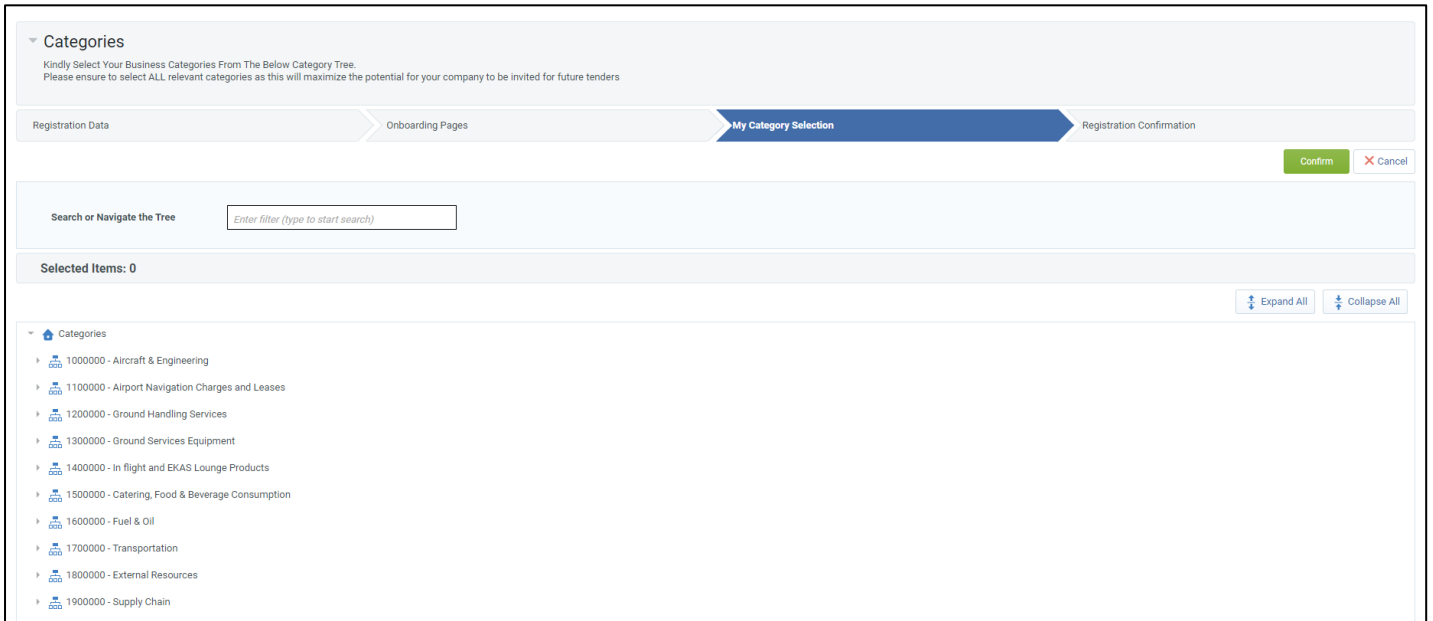 Categories
Kindly Select Your Business Categories From The Below Category Tree.
Please ensure to select ALL relevant categories as this will maximize the potential for your company to be invited for future tenders
Registration Data
Onboarding Pages
My Category Selection
Registration Confirmation
Confirm
Cancel
Search or Navigate the Tree
Enter filter (type to start search)
Selected Items: 0
Expand All
Collapse All
Categories
1000000 - Aircraft & Engineering
1100000 - Airport Navigation Charges and Leases
1200000 - Ground Handling Services
1300000 - Ground Services Equipment
1400000 - In flight and EKAS Lounge Products
1500000 - Catering, Food & Beverage Consumption
1600000 - Fuel & Oil
1700000 - Transportation
1800000 - External Resources
1900000 - Supply Chain